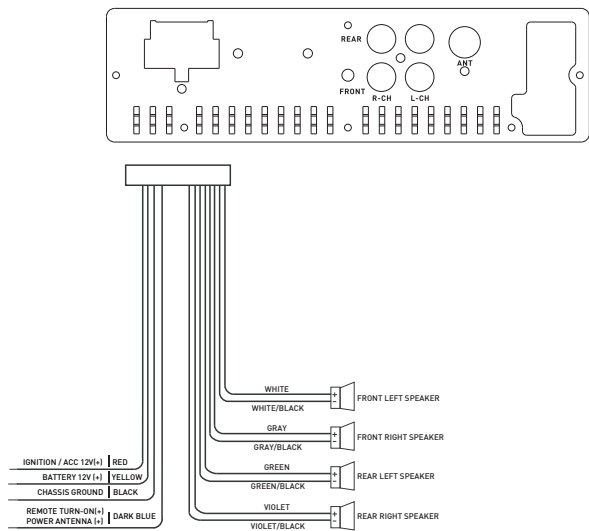 REAR
ANT
FRONT
R-CH L-CH
WHITE
+
-
FRONT LEFT SPEAKER
WHITE/BLACK
GRAY
+
-
FRONT RIGHT SPEAKER
GRAY/BLACK
GREEN
+
-
REAR LEFT SPEAKER
GREEN/BLACK
VIOLET
+
-
REAR RIGHT SPEAKER
VIOLET/BLACK
IGNITION / ACC 12V(+) RED
BATTERY 12V (+) YELLOW
CHASSIS GROUND BLACK
REMOTE TURN-ON(+)
POWER ANTENNA (+) DARK BLUE